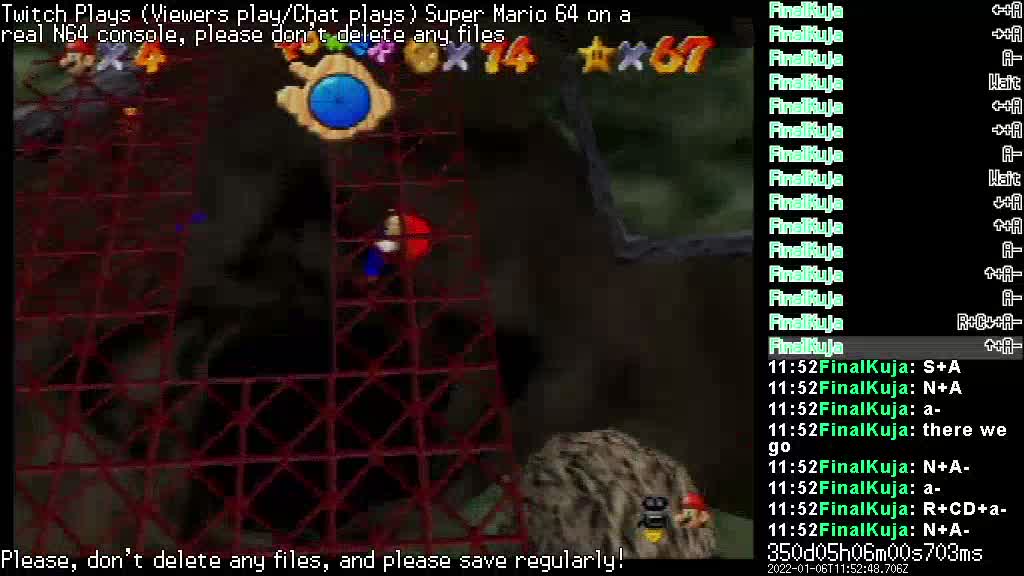 Twitch Plays (Viewers play/Chat plays) Super Mario 64 on a
real N64 console, please don't delete any files
× 4
× 74
× 67
FinalKuja ←+A
FinalKuja →+A
FinalKuja A-
FinalKuja Wait
FinalKuja ←+A
FinalKuja →+A
FinalKuja A-
FinalKuja Wait
FinalKuja ↓+A
FinalKuja ↑+A
FinalKuja A-
FinalKuja ↑+A-
FinalKuja A-
FinalKuja R+C↓+A-
FinalKuja ↑+A-
11:52FinalKuja: S+A
11:52FinalKuja: N+A
11:52FinalKuja: a-
11:52FinalKuja: there we
go
11:52FinalKuja: N+A-
11:52FinalKuja: a-
11:52FinalKuja: R+CD+a-
11:52FinalKuja: N+A-
350d05h06m00s703ms
2022-01-06T11:52:48.706Z
Please, don't delete any files, and please save regularly!